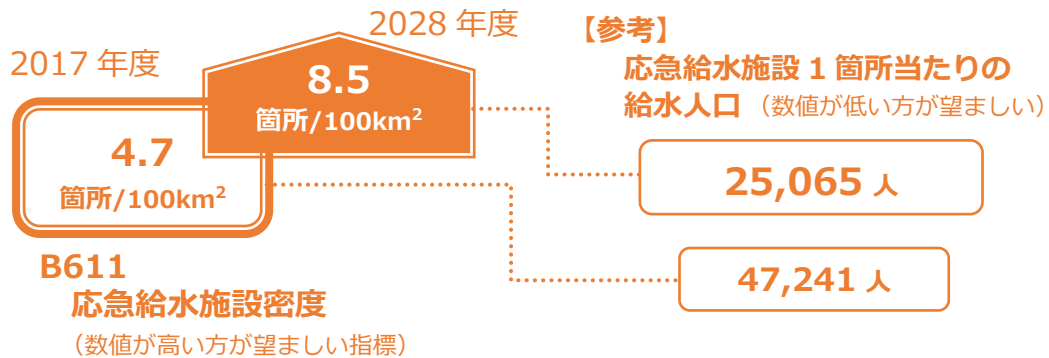 2017 年度
4.7
箇所/100km²
2028 年度
8.5
箇所/100km²
B611
応急給水施設密度
（数値が高い方が望ましい指標）
【参考】
応急給水施設 1 箇所当たりの
給水人口 （数値が低い方が望ましい）
25,065 人
47,241 人